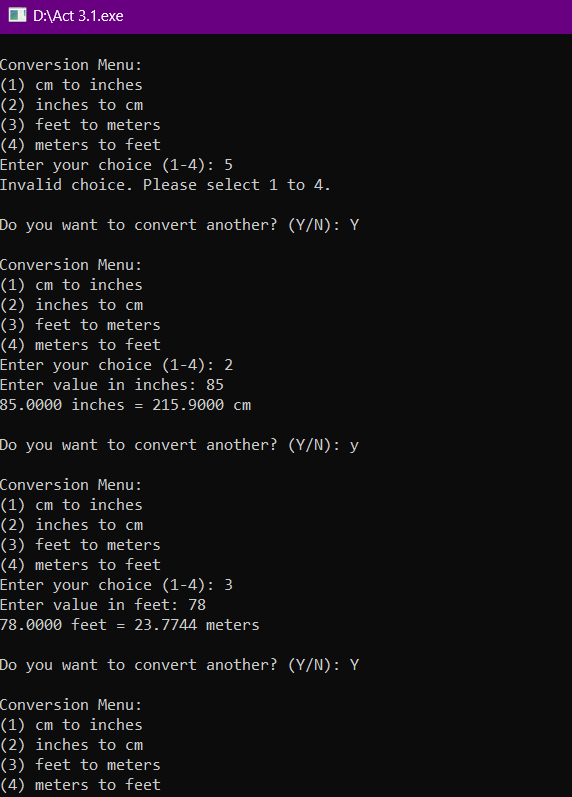 D:\Act 3.1.exe
Conversion Menu:
(1) cm to inches
(2) inches to cm
(3) feet to meters
(4) meters to feet
Enter your choice (1-4): 5
Invalid choice. Please select 1 to 4.
Do you want to convert another? (Y/N): Y
Conversion Menu:
(1) cm to inches
(2) inches to cm
(3) feet to meters
(4) meters to feet
Enter your choice (1-4): 2
Enter value in inches: 85
85.0000 inches = 215.9000 cm
Do you want to convert another? (Y/N): y
Conversion Menu:
(1) cm to inches
(2) inches to cm
(3) feet to meters
(4) meters to feet
Enter your choice (1-4): 3
Enter value in feet: 78
78.0000 feet = 23.7744 meters
Do you want to convert another? (Y/N): Y
Conversion Menu:
(1) cm to inches
(2) inches to cm
(3) feet to meters
(4) meters to feet